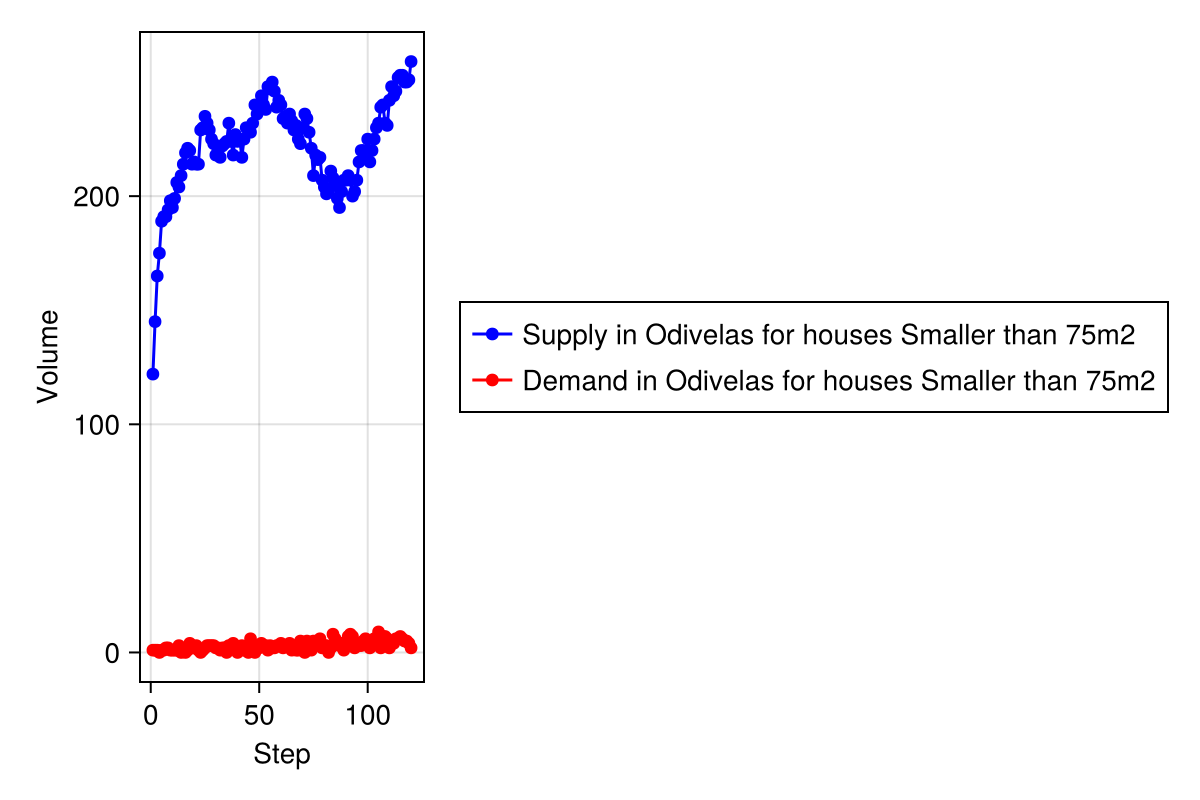 Volume
200
100
0
0 50 100
Step
Supply in Odivelas for houses Smaller than 75m2
Demand in Odivelas for houses Smaller than 75m2